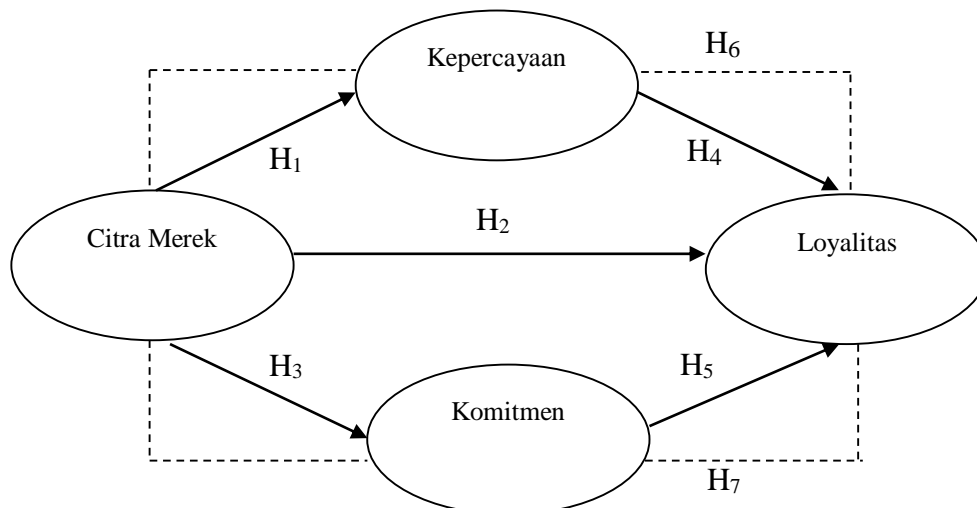 Kepercayaan
H6
H1
H4
Citra Merek
H2
Loyalitas
H3
H5
Komitmen
H7